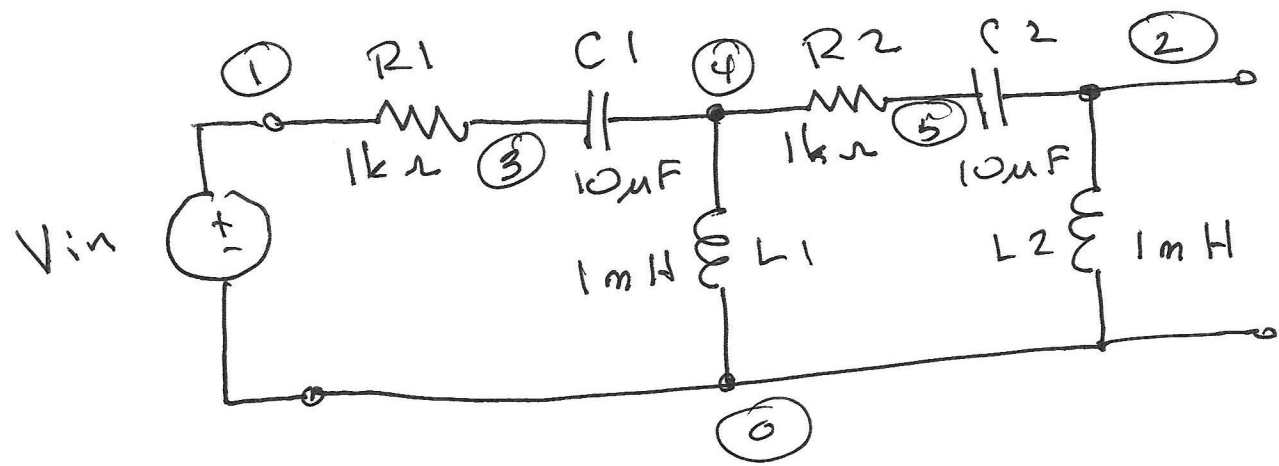 1 R1 C1 4 R2 C2 2
1kΩ 3 10μF 1kΩ 5 10μF
Vin + - 1mH L1 L2 1mH
0